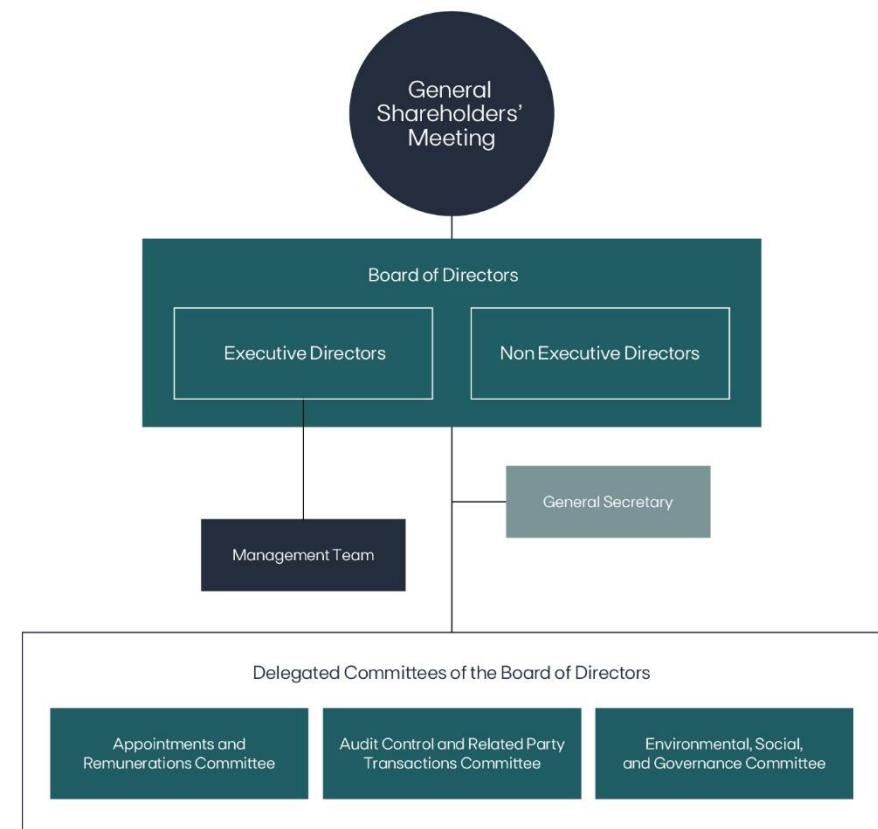 General
Shareholders’
Meeting
Board of Directors
Executive Directors
Non Executive Directors
General Secretary
Management Team
Delegated Committees of the Board of Directors
Appointments and
Remunerations Committee
Audit Control and Related Party
Transactions Committee
Environmental, Social,
and Governance Committee